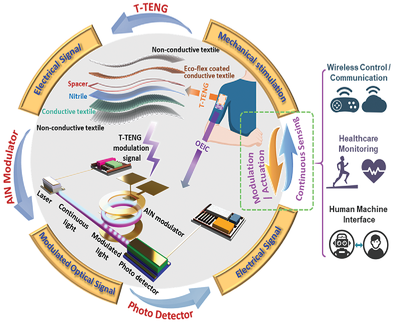 T-TENG
Electrical Signal
Mechanical stimulation
Non-conductive textile
Eco-flex coated
conductive textile
Spacer
Nitrile
Conductive textile
Non-conductive textile
T-TENG
OEIC
T-TENG
modulation
signal
AlN modulator
Laser
Continuous
light
Modulated
light
Photo detector
AlN Modulator
Modulated Optical Signal
Photo Detector
Electrical Signal
Modulation
/ Actuation
Continuous Sensing
Wireless Control /
Communication
Healthcare
Monitoring
Human Machine
Interface